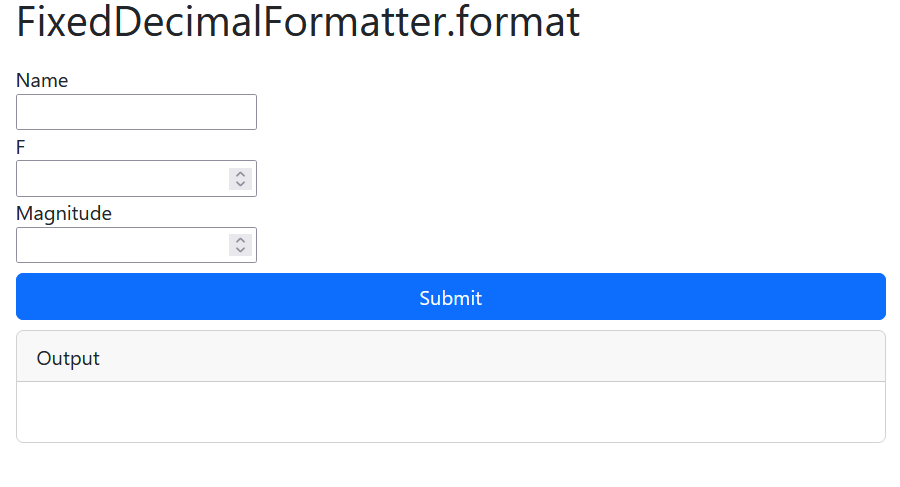 FixedDecimalFormatter.format
Name
F
Magnitude
Submit
Output